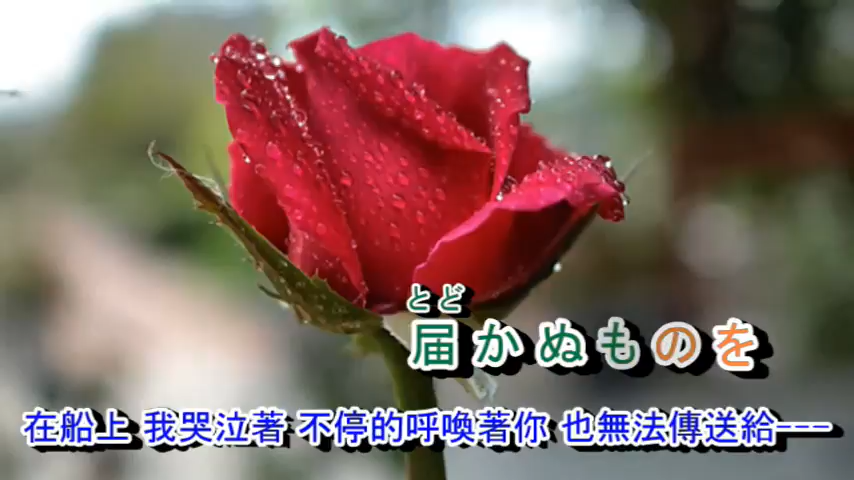 とど
届かぬものを
在船上 我哭泣著 不停的呼喚著你 也無法傳送給---